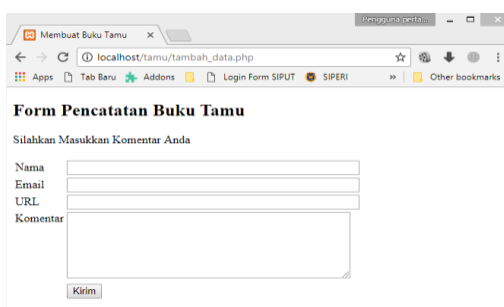 Pengguna perta...
Membuat Buku Tamu
localhost/tamu/tambah_data.php
Apps Tab Baru Addons Login Form SIPUT SIPERI » Other bookmarks
Form Pencatatan Buku Tamu
Silahkan Masukkan Komentar Anda
Nama
Email
URL
Komentar
Kirim